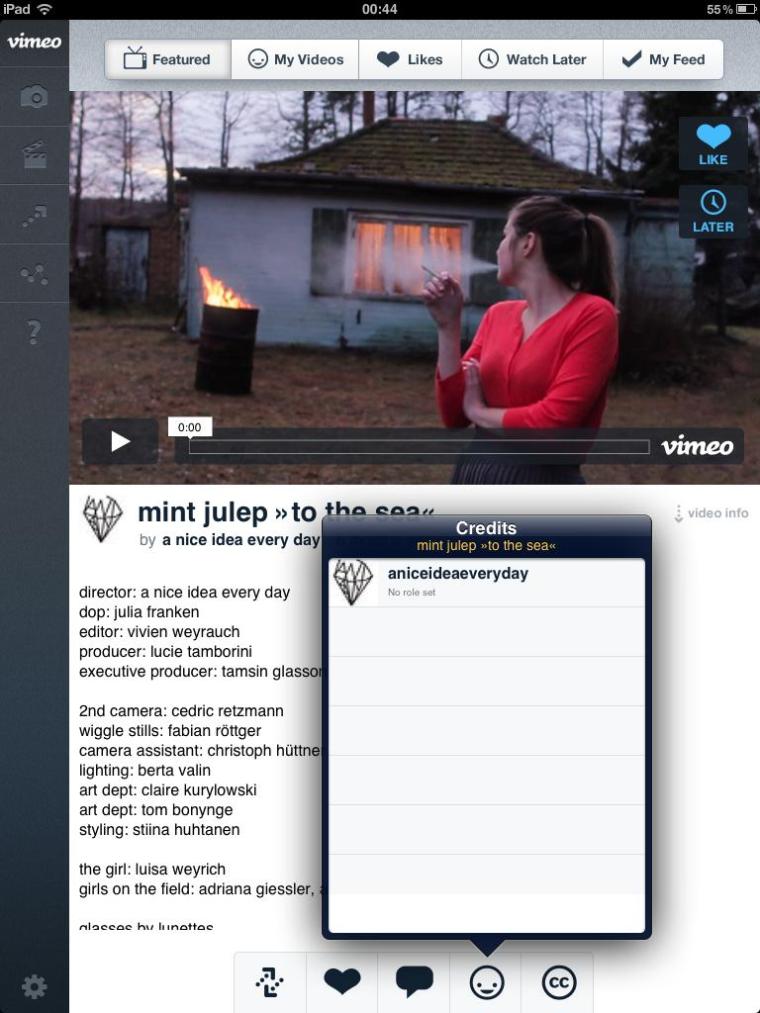 iPad 00:44 55%
vimeo
Featured My Videos Likes Watch Later My Feed
LIKE
LATER
0:00
vimeo
mint julep »to the sea«
video info
by a nice idea every day
Credits
mint julep »to the sea«
aniceideaeveryday
No role set
director: a nice idea every day
dop: julia franken
editor: vivien weyrauch
producer: lucie tamborini
executive producer: tamsin glasson
2nd camera: cedric retzmann
wiggle stills: fabian röttger
camera assistant: christoph hüttne
lighting: berta valin
art dept: claire kurylowski
art dept: tom bonynge
styling: stiina huhtanen
the girl: luisa weyrich
girls on the field: adriana giessler,
glasses by lunettes
?
cc